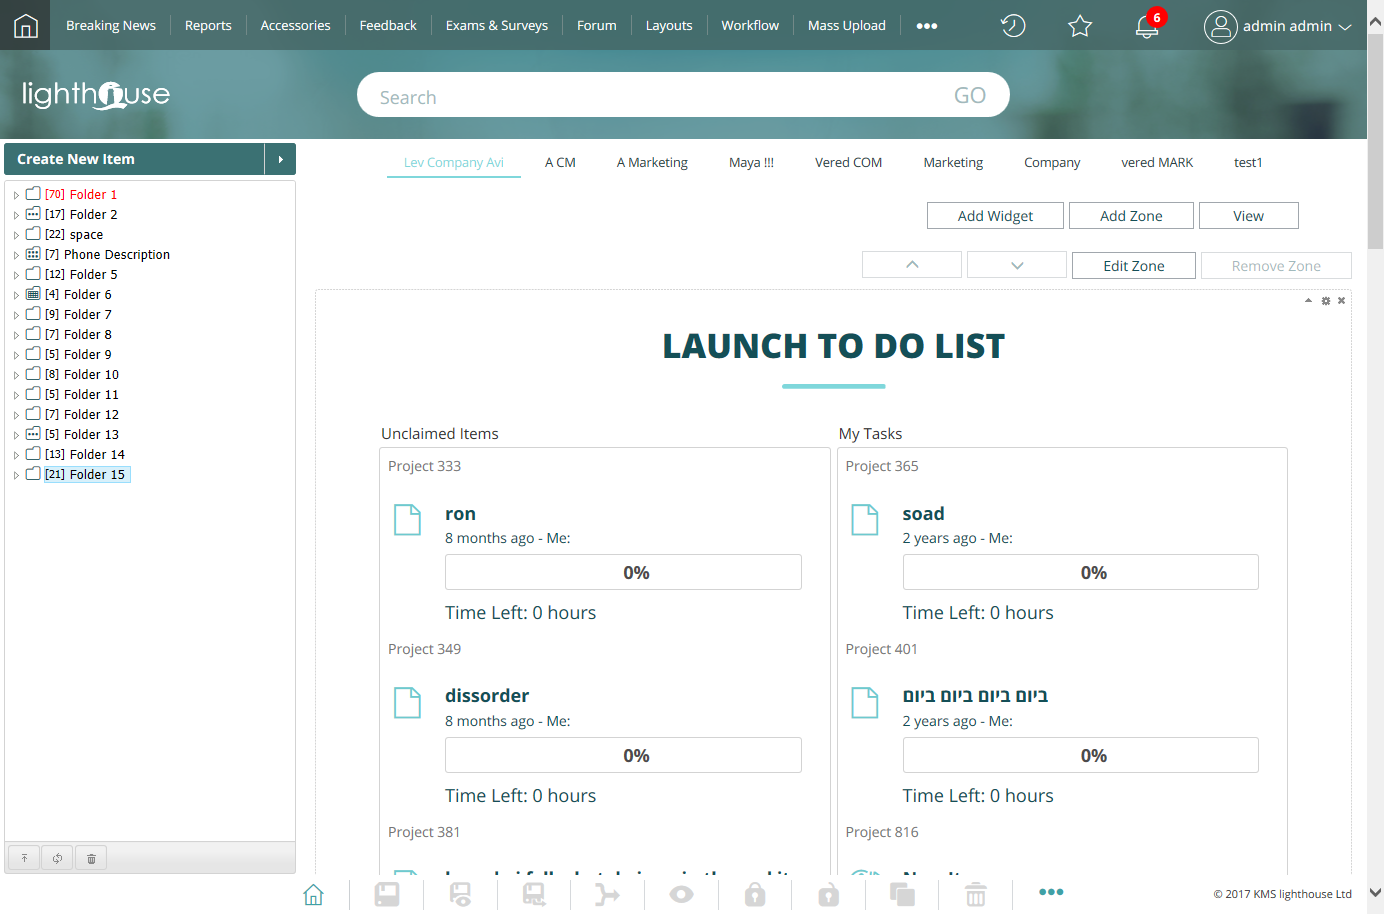 Breaking News Reports Accessories Feedback Exams & Surveys Forum Layouts Workflow Mass Upload ••• 6 admin admin
lighthouse
Search GO
Create New Item
[70] Folder 1
[17] Folder 2
[22] space
[7] Phone Description
[12] Folder 5
[4] Folder 6
[9] Folder 7
[7] Folder 8
[5] Folder 9
[8] Folder 10
[5] Folder 11
[7] Folder 12
[5] Folder 13
[13] Folder 14
[21] Folder 15
Lev Company Avi A CM A Marketing Maya !!! Vered COM Marketing Company vered MARK test1
Add Widget Add Zone View
Edit Zone Remove Zone
LAUNCH TO DO LIST
Unclaimed Items
Project 333
ron
8 months ago - Me:
0%
Time Left: 0 hours
Project 349
dissorder
8 months ago - Me:
0%
Time Left: 0 hours
Project 381
My Tasks
Project 365
soad
2 years ago - Me:
0%
Time Left: 0 hours
Project 401
ביום ביום ביום ביום
2 years ago - Me:
0%
Time Left: 0 hours
Project 816
© 2017 KMS lighthouse Ltd